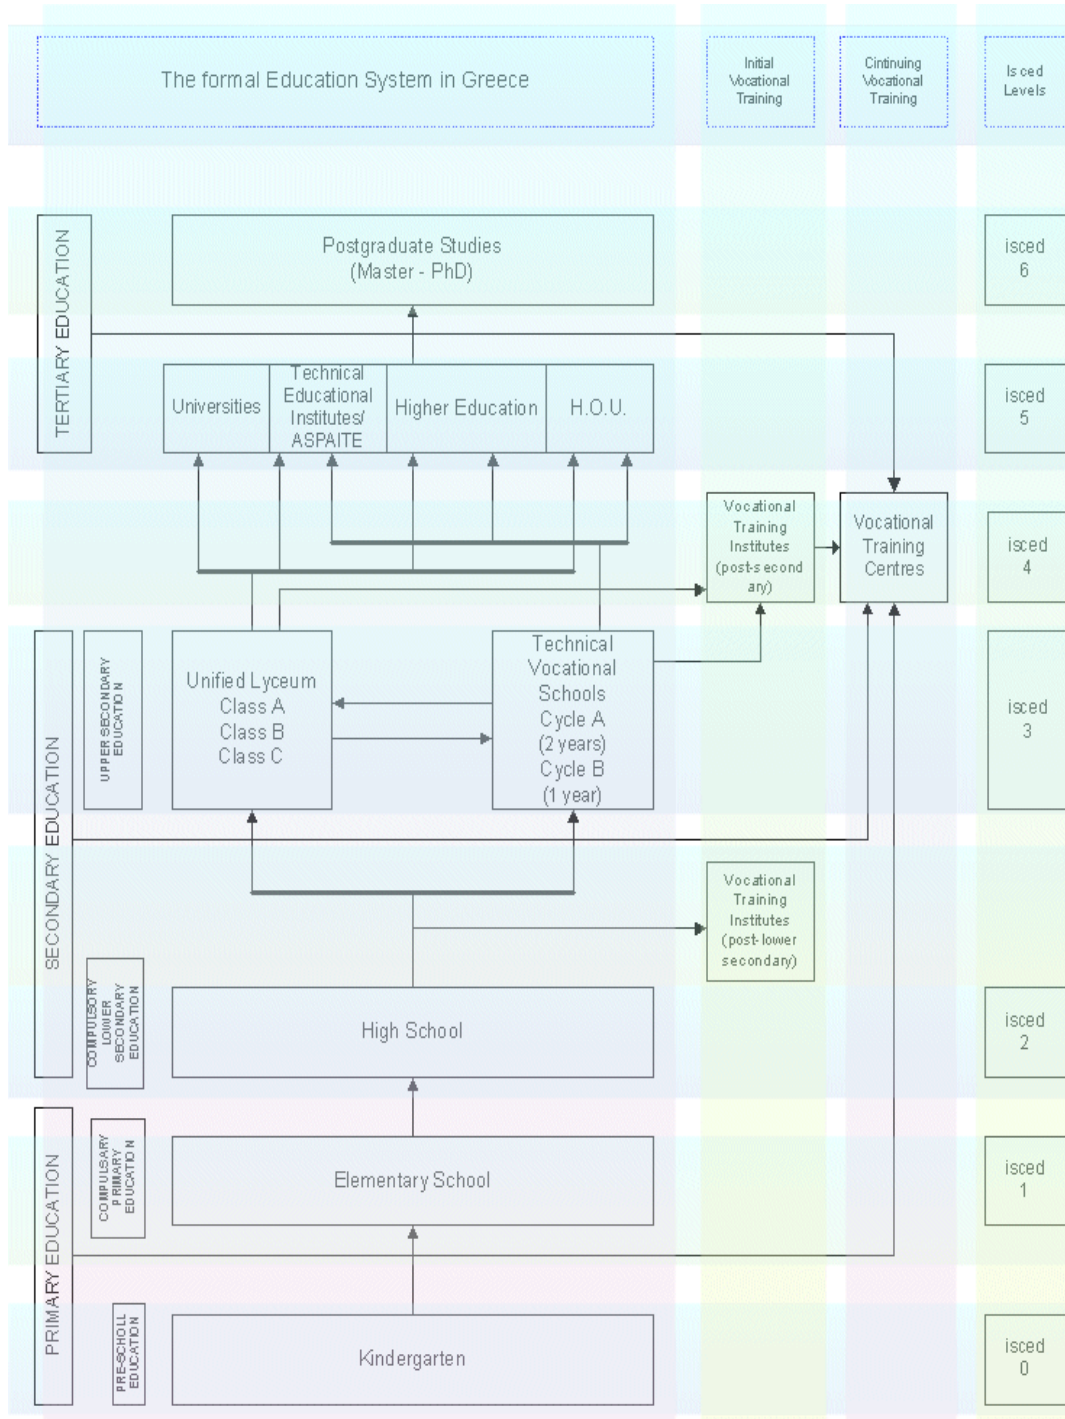 The formal Education System in Greece
Initial
Vocational
Training
Cintinuing
Vocational
Training
Isced
Levels
TERTIARY EDUCATION
Postgraduate Studies
(Master - PhD)
isced
6
Universities
Technical
Educational
Institutes/
ASPAITE
Higher Education
H.O.U.
isced
5
Vocational
Training
Institutes
(post-second
ary)
Vocational
Training
Centres
isced
4
SECONDARY EDUCATION
UPPER SECONDARY
EDUCATION
Unified Lyceum
Class A
Class B
Class C
Technical
Vocational
Schools
Cycle A
(2 years)
Cycle B
(1 year)
isced
3
Vocational
Training
Institutes
(post-lower
secondary)
COMPULSORY
LOWER
SECONDARY
EDUCATION
High School
isced
2
PRIMARY EDUCATION
COMPULSARY
PRIMARY
EDUCATION
Elementary School
isced
1
PRE-SCHOLL
EDUCATION
Kindergarten
isced
0